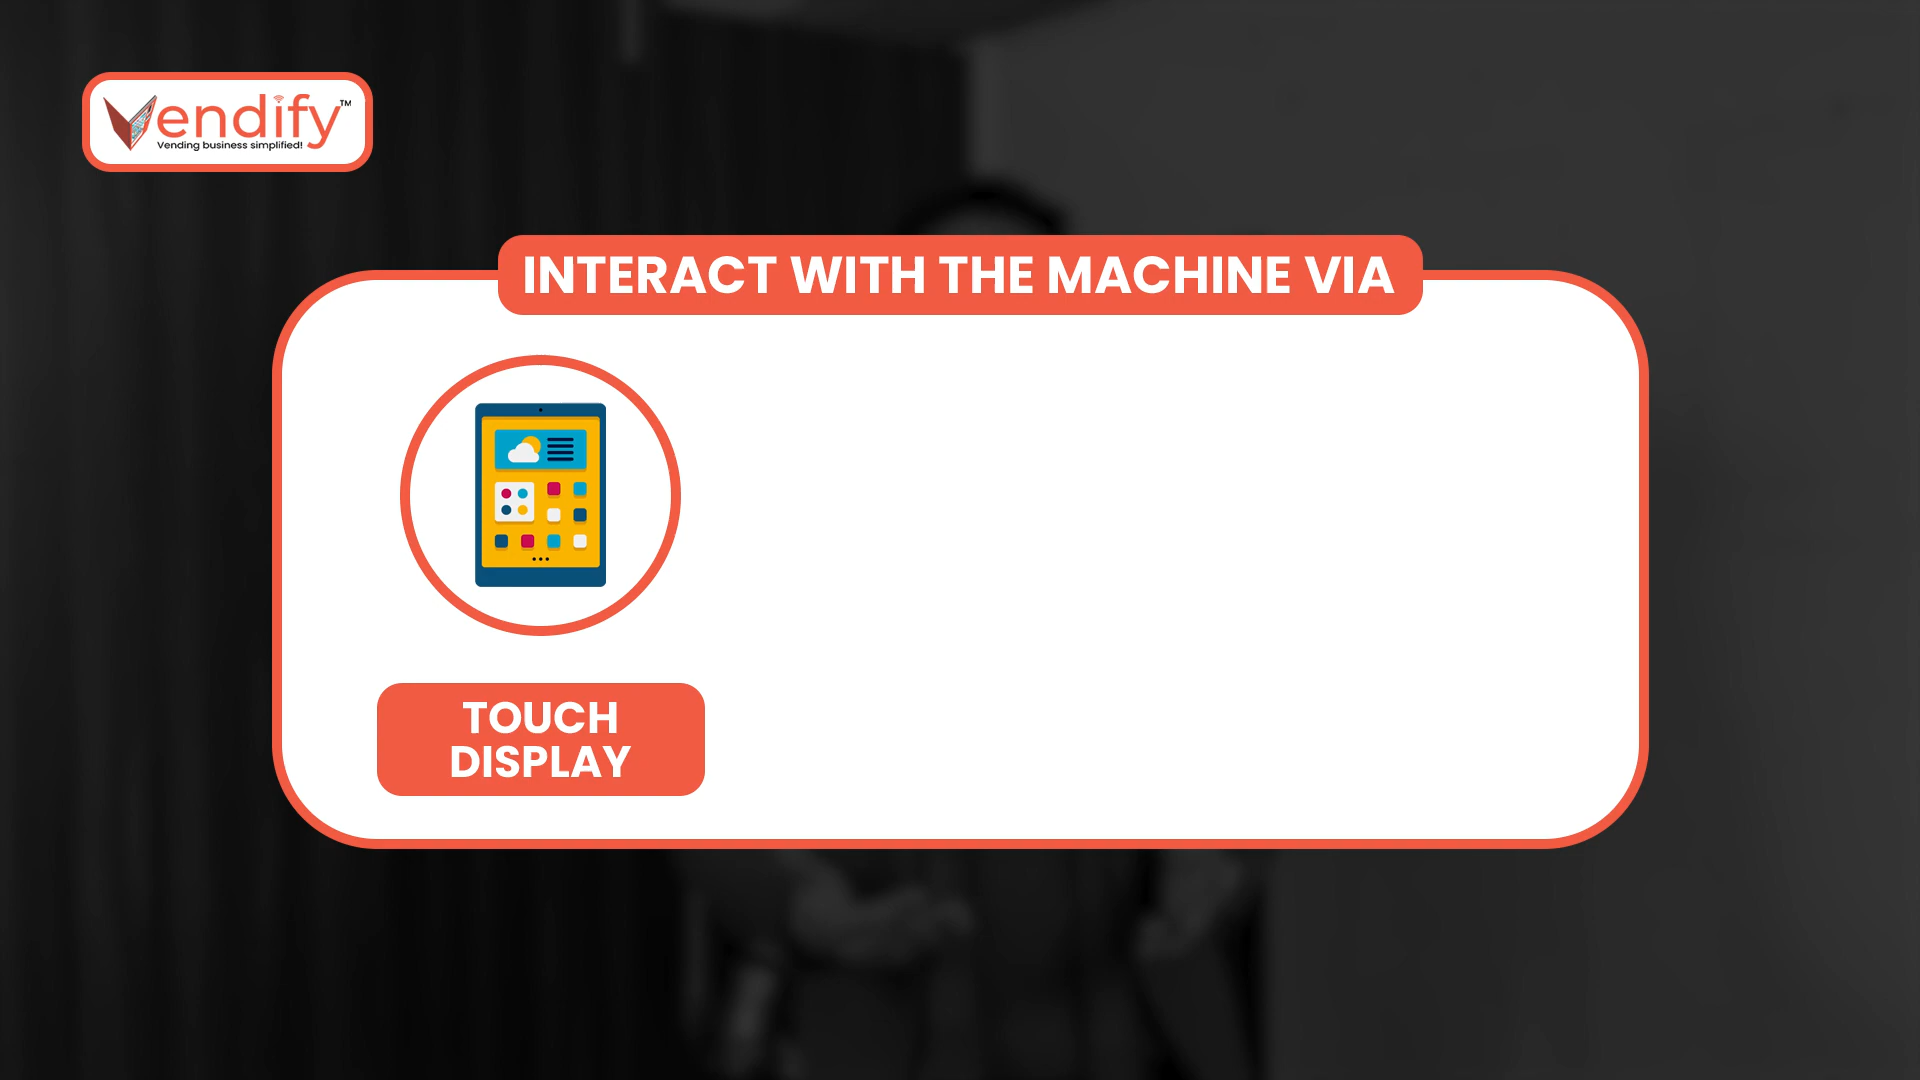 Vendify™
Vending business simplified!
INTERACT WITH THE MACHINE VIA
TOUCH
DISPLAY